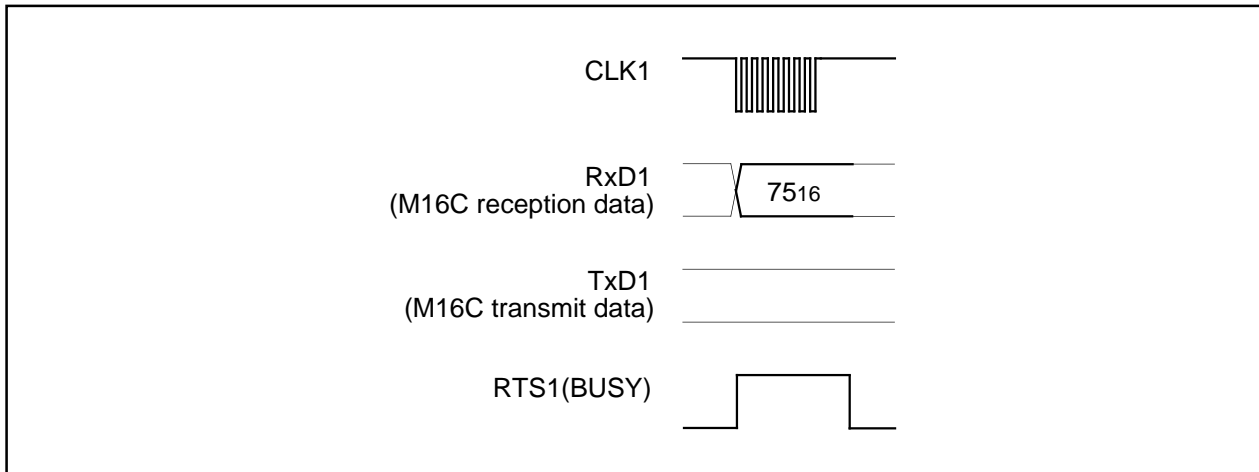 CLK1
RxD1
(M16C reception data)
7516
TxD1
(M16C transmit data)
RTS1(BUSY)